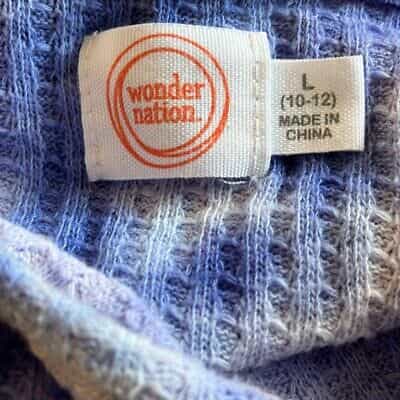 wonder
nation.
L
(10-12)
MADE IN
CHINA